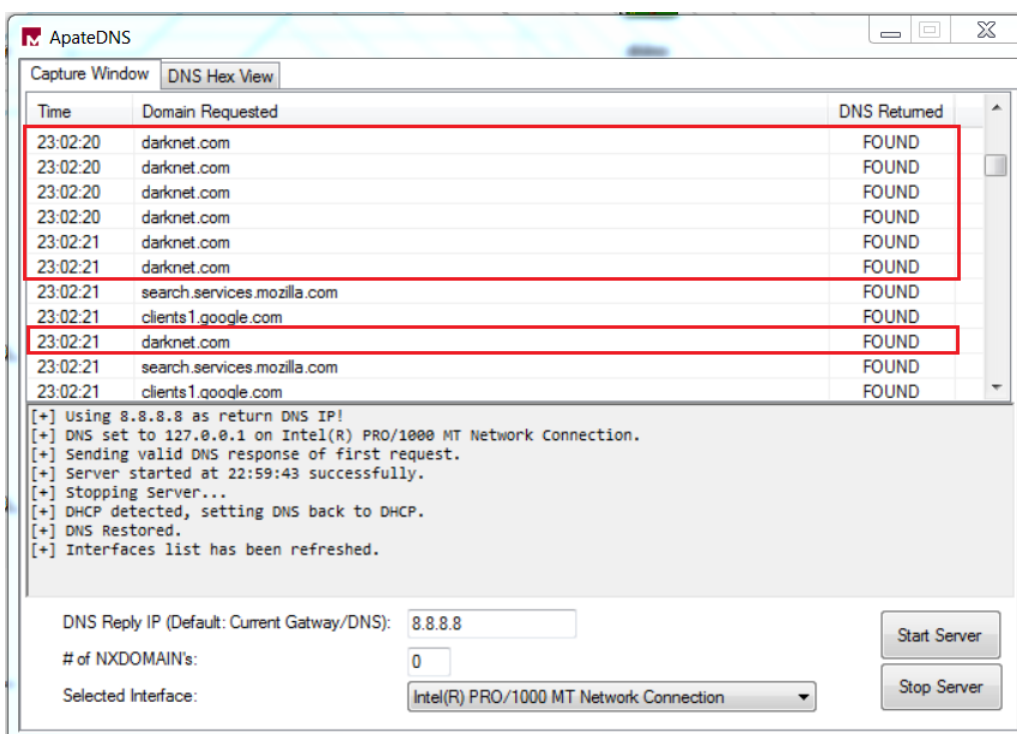 ApateDNS
Capture Window DNS Hex View
Time Domain Requested DNS Returned
23:02:20 darknet.com FOUND
23:02:20 darknet.com FOUND
23:02:20 darknet.com FOUND
23:02:20 darknet.com FOUND
23:02:21 darknet.com FOUND
23:02:21 darknet.com FOUND
23:02:21 search.services.mozilla.com FOUND
23:02:21 clients1.google.com FOUND
23:02:21 darknet.com FOUND
23:02:21 search.services.mozilla.com FOUND
23:02:21 clients1.google.com FOUND
[+] Using 8.8.8.8 as return DNS IP!
[+] DNS set to 127.0.0.1 on Intel(R) PRO/1000 MT Network Connection.
[+] Sending valid DNS response of first request.
[+] Server started at 22:59:43 successfully.
[+] Stopping Server...
[+] DHCP detected, setting DNS back to DHCP.
[+] DNS Restored.
[+] Interfaces list has been refreshed.
DNS Reply IP (Default: Current Gatway/DNS): 8.8.8.8
Start Server
# of NXDOMAIN's: 0
Stop Server
Selected Interface: Intel(R) PRO/1000 MT Network Connection